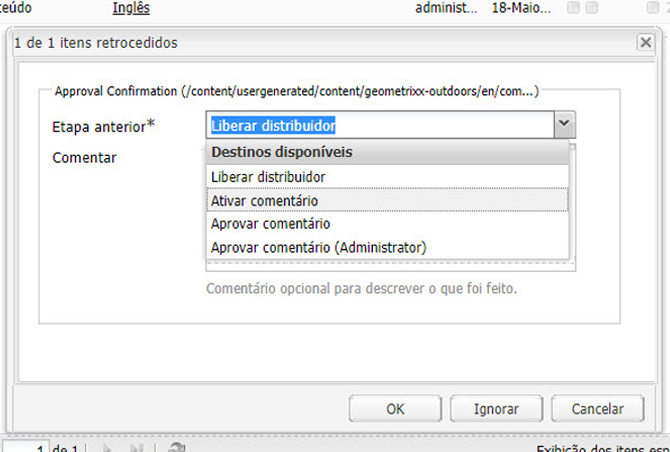 teúdo Inglês administ... 18-Maio...
1 de 1 itens retrocedidos
Approval Confirmation (/content/usergenerated/content/geometrixx-outdoors/en/com...)
Etapa anterior* Liberar distribuidor
Comentar Destinos disponíveis
Liberar distribuidor
Ativar comentário
Aprovar comentário
Aprovar comentário (Administrator)
Comentário opcional para descrever o que foi feito.
OK Ignorar Cancelar
1 de 1 Exibição dos itens esp